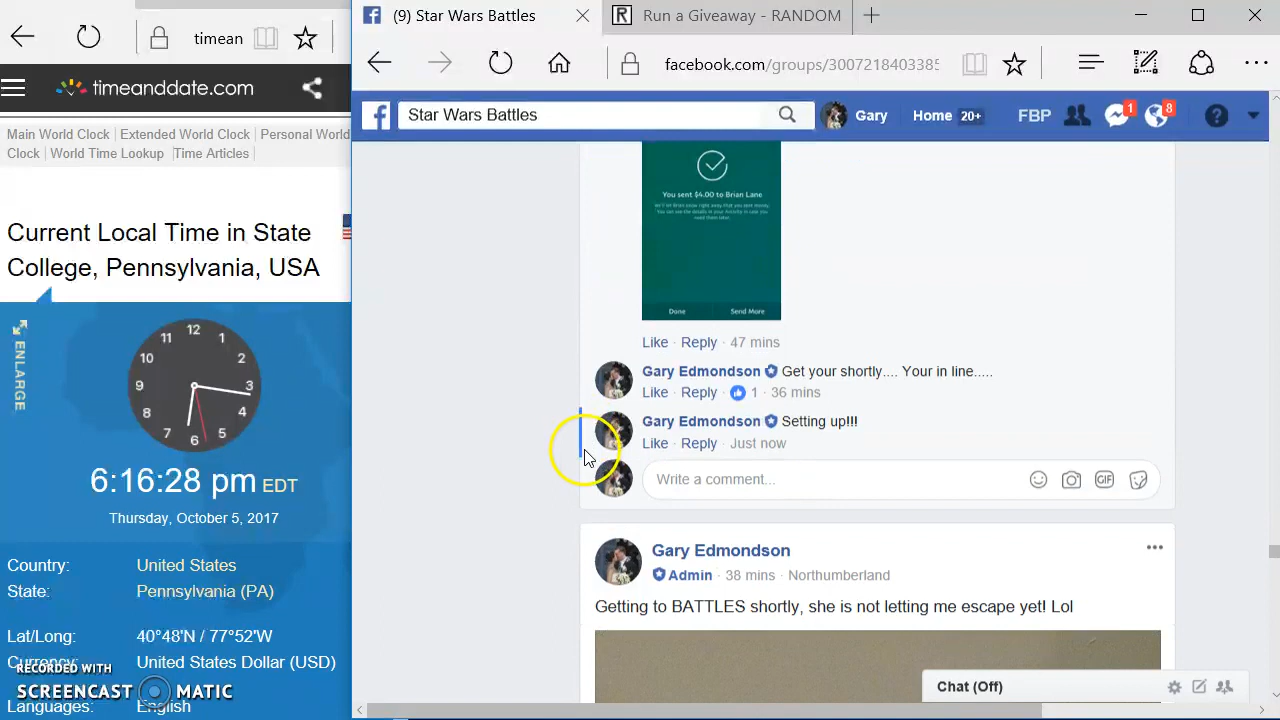 timean
timeanddate.com
Main World Clock | Extended World Clock | Personal World
Clock | World Time Lookup | Time Articles |
Current Local Time in State
College, Pennsylvania, USA
ENLARGE
12
11 1
10 2
9 3
8 4
7 5
6
6:16:28 pm EDT
Thursday, October 5, 2017
Country: United States
State: Pennsylvania (PA)
Lat/Long: 40°48'N / 77°52'W
Currency: United States Dollar (USD)
Languages: English
RECORDED WITH
SCREENCAST MATIC
(9) Star Wars Battles
R Run a Giveaway - RANDOM
facebook.com/groups/3007218403385
f Star Wars Battles Gary Home 20+ FBP 1 8
You sent $4.00 to Brian Lane
Done Send More
Like · Reply · 47 mins
Gary Edmondson Get your shortly.... Your in line.....
Like · Reply · 1 · 36 mins
Gary Edmondson Setting up!!!
Like · Reply · Just now
Write a comment... GIF
Gary Edmondson
Admin · 38 mins · Northumberland
Getting to BATTLES shortly, she is not letting me escape yet! Lol
Chat (Off)